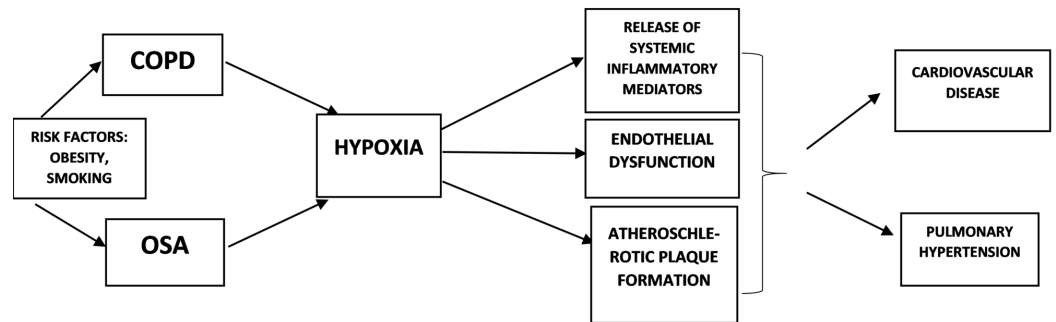 COPD
RISK FACTORS:
OBESITY,
SMOKING
OSA
HYPOXIA
RELEASE OF
SYSTEMIC
INFLAMMATORY
MEDIATORS
ENDOTHELIAL
DYSFUNCTION
ATHEROSCHLE-
ROTIC PLAQUE
FORMATION
CARDIOVASCULAR
DISEASE
PULMONARY
HYPERTENSION